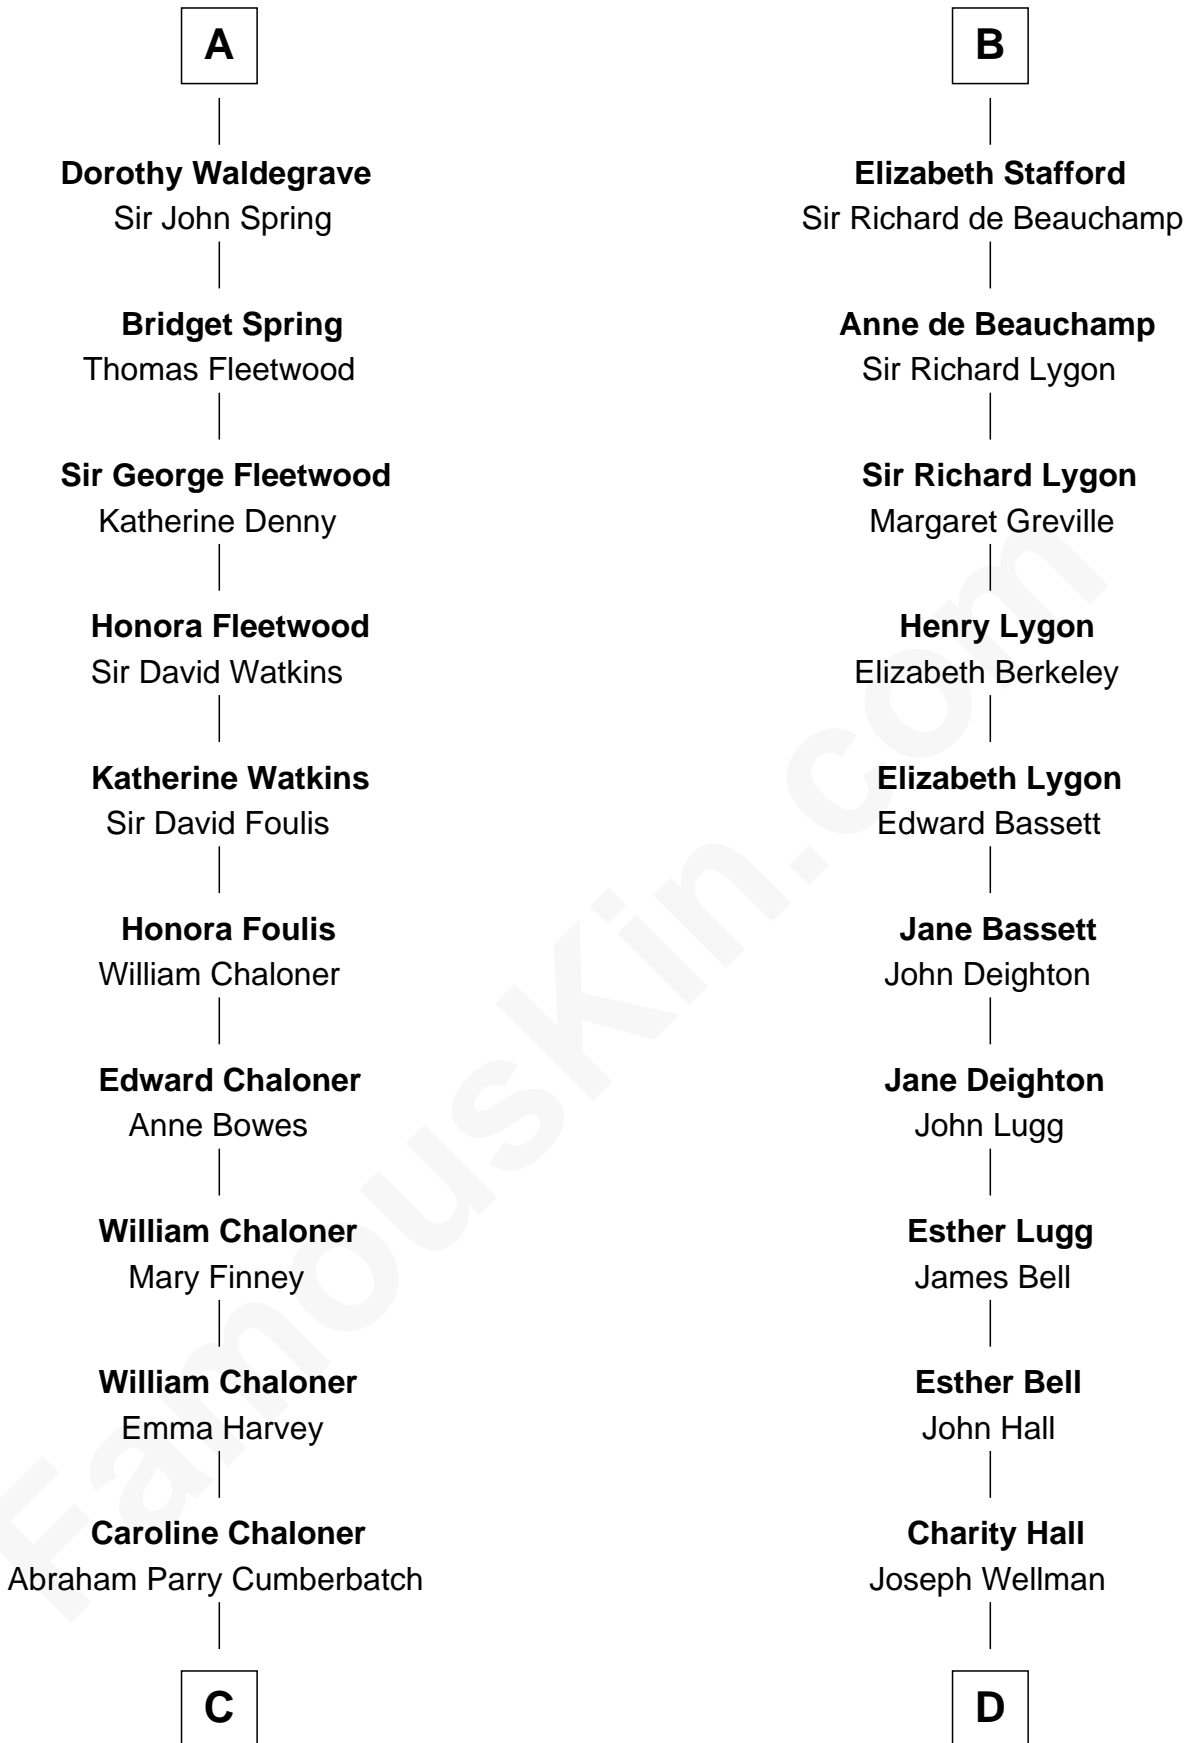 A
Dorothy Waldegrave
Sir John Spring
Bridget Spring
Thomas Fleetwood
Sir George Fleetwood
Katherine Denny
Honora Fleetwood
Sir David Watkins
Katherine Watkins
Sir David Foulis
Honora Foulis
William Chaloner
Edward Chaloner
Anne Bowes
William Chaloner
Mary Finney
William Chaloner
Emma Harvey
Caroline Chaloner
Abraham Parry Cumberbatch
C
B
Elizabeth Stafford
Sir Richard de Beauchamp
Anne de Beauchamp
Sir Richard Lygon
Sir Richard Lygon
Margaret Greville
Henry Lygon
Elizabeth Berkeley
Elizabeth Lygon
Edward Bassett
Jane Bassett
John Deighton
Jane Deighton
John Lugg
Esther Lugg
James Bell
Esther Bell
John Hall
Charity Hall
Joseph Wellman
D
FamousKin.com